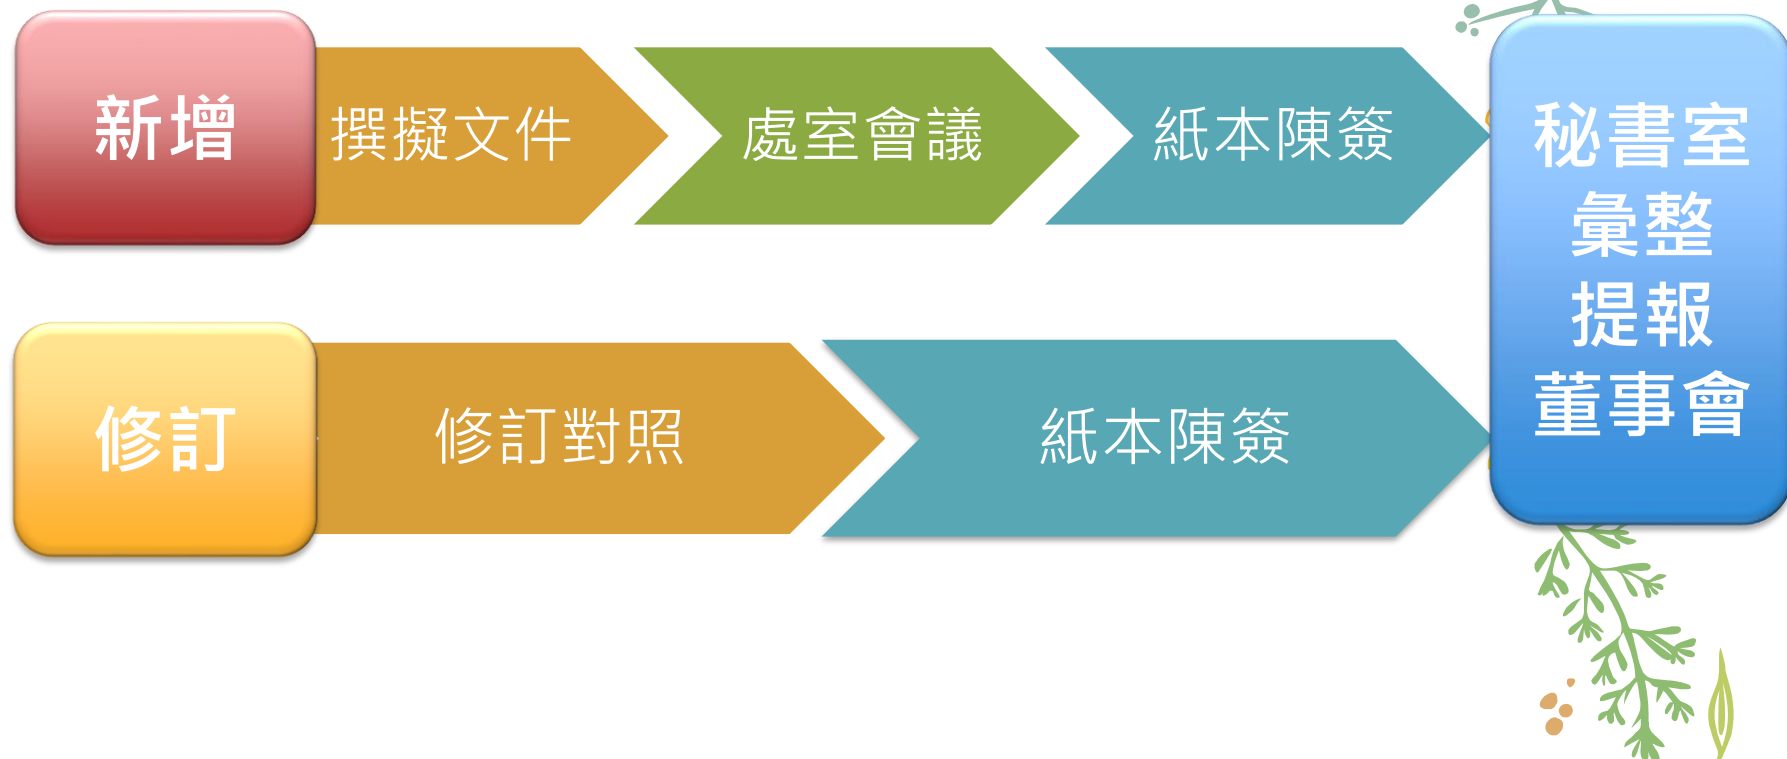 新增
撰擬文件
處室會議
紙本陳簽
修訂
修訂對照
紙本陳簽
秘書室
彙整
提報
董事會